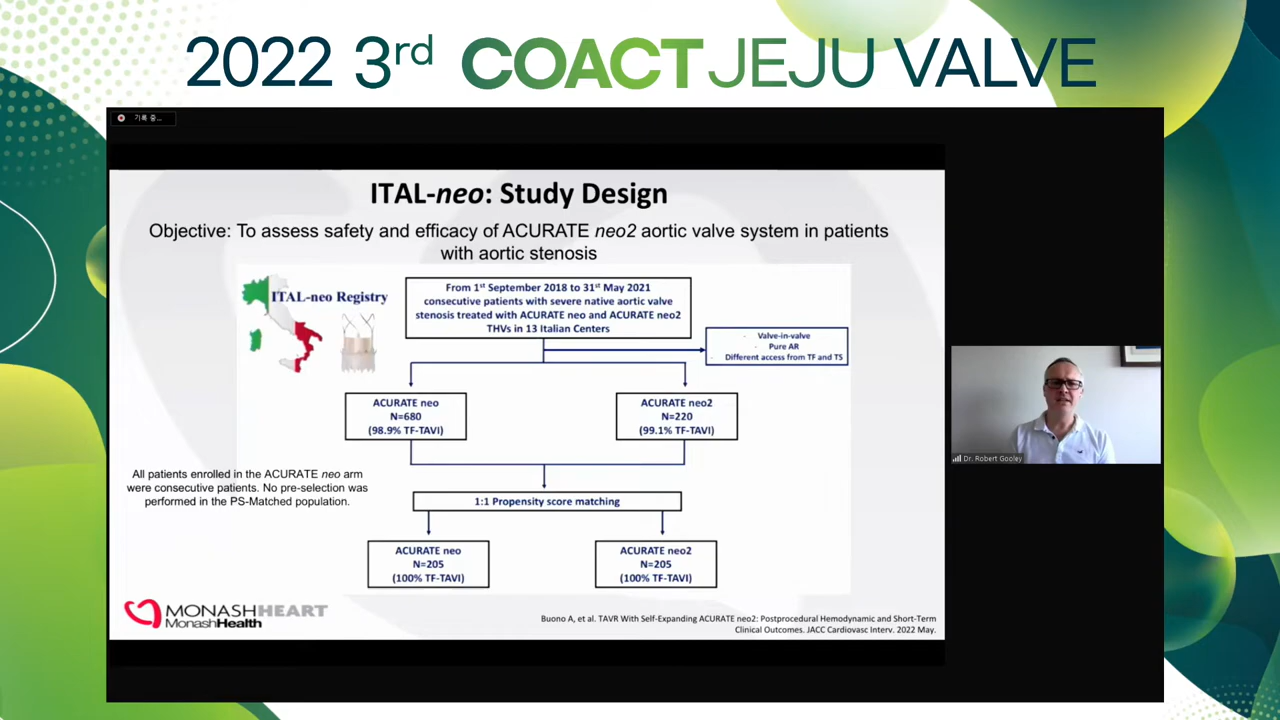 2022 3rd COACT JEJU VALVE
기록 중...
ITAL-neo: Study Design
Objective: To assess safety and efficacy of ACURATE neo2 aortic valve system in patients
with aortic stenosis
ITAL-neo Registry
From 1st September 2018 to 31st May 2021
consecutive patients with severe native aortic valve
stenosis treated with ACURATE neo and ACURATE neo2
THVs in 13 Italian Centers
- Valve-in-valve
- Pure AR
- Different access from TF and TS
ACURATE neo
N=680
(98.9% TF-TAVI)
ACURATE neo2
N=220
(99.1% TF-TAVI)
All patients enrolled in the ACURATE neo arm
were consecutive patients. No pre-selection was
performed in the PS-Matched population.
1:1 Propensity score matching
ACURATE neo
N=205
(100% TF-TAVI)
ACURATE neo2
N=205
(100% TF-TAVI)
MONASHHEART
MonashHealth
Buono A, et al. TAVR With Self-Expanding ACURATE neo2: Postprocedural Hemodynamic and Short-Term
Clinical Outcomes. JACC Cardiovasc Interv. 2022 May.
Dr. Robert Gooley